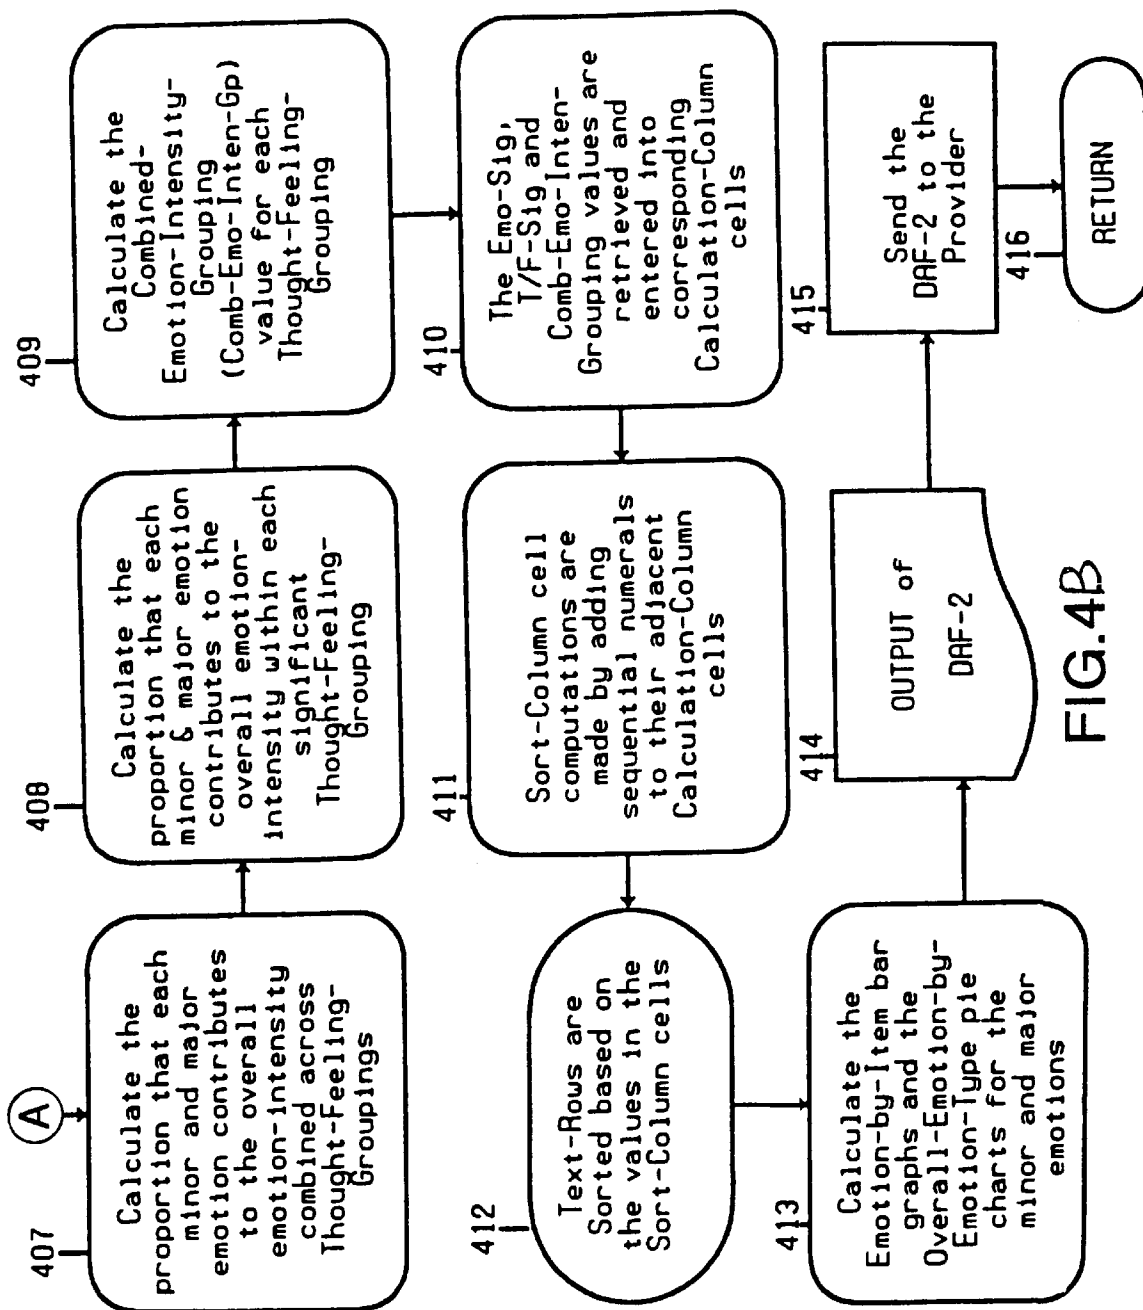 A
407
Calculate the
proportion that each
minor and major
emotion contributes
to the overall
emotion-intensity
combined across
Thought-Feeling-
Groupings
408
Calculate the
proportion that each
minor & major emotion
contributes to the
overall emotion-
intensity within each
significant
Thought-Feeling-
Grouping
409
Calculate the
Combined-
Emotion-Intensity-
Grouping
(Comb-Emo-Inten-Gp)
value for each
Thought-Feeling-
Grouping
410
The Emo-Sig,
T/F-Sig and
Comb-Emo-Inten-
Grouping values are
retrieved and
entered into
corresponding
Calculation-Column
cells
411
Sort-Column cell
computations are
made by adding
sequential numerals
to their adjacent
Calculation-Column
cells
412
Text-Rows are
Sorted based on
the values in the
Sort-Column cells
413
Calculate the
Emotion-by-Item bar
graphs and the
Overall-Emotion-by-
Emotion-Type pie
charts for the
minor and major
emotions
414
OUTPUT of
DAF-2
415
Send the
DAF-2 to the
Provider
416
RETURN
FIG.4B